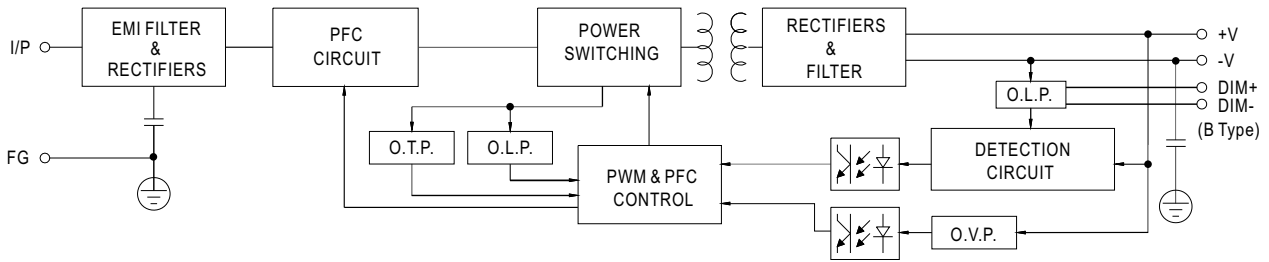 I/P
EMI FILTER
&
RECTIFIERS
PFC
CIRCUIT
POWER
SWITCHING
RECTIFIERS
&
FILTER
+V
-V
DIM+
DIM-
(B Type)
O.L.P.
FG
O.T.P.
O.L.P.
PWM & PFC
CONTROL
DETECTION
CIRCUIT
O.V.P.